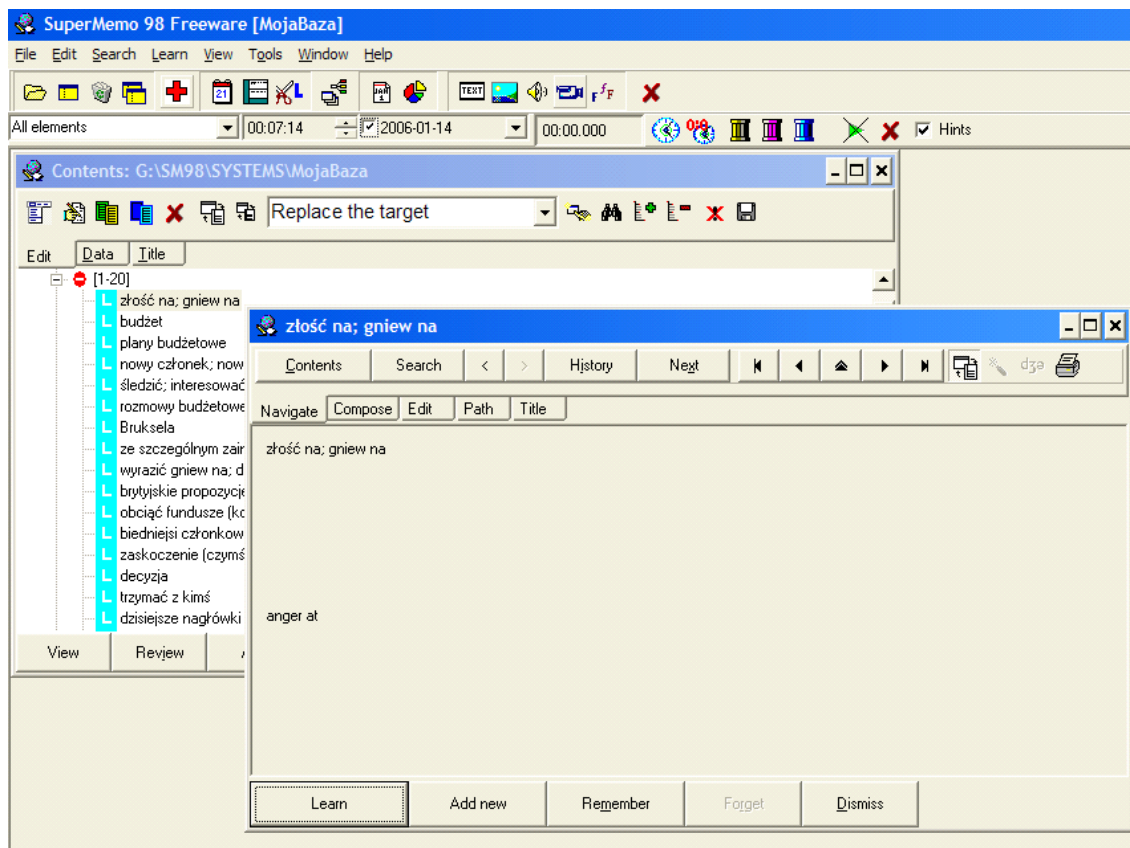 SuperMemo 98 Freeware [MojaBaza]
File Edit Search Learn View Tools Window Help
TEXT
All elements 00:07:14 2006-01-14 00:00.000 Hints
Contents: G:\SM98\SYSTEMS\MojaBaza
Replace the target
Edit Data Title
[1-20]
L złość na; gniew na
L budżet
L plany budżetowe
L nowy członek; now
L śledzić; interesować
L rozmowy budżetowe
L Bruksela
L ze szczególnym zair
L wyrazić gniew na; d
L brytyjskie propozycje
L obciąć fundusze (ko
L biedniejsi członkow
L zaskoczenie (czymś
L decyzja
L trzymać z kimś
L dzisiejsze nagłówki
View Review
złość na; gniew na
Contents Search < > History Next dʒə
Navigate Compose Edit Path Title
złość na; gniew na
anger at
Learn Add new Remember Forget Dismiss